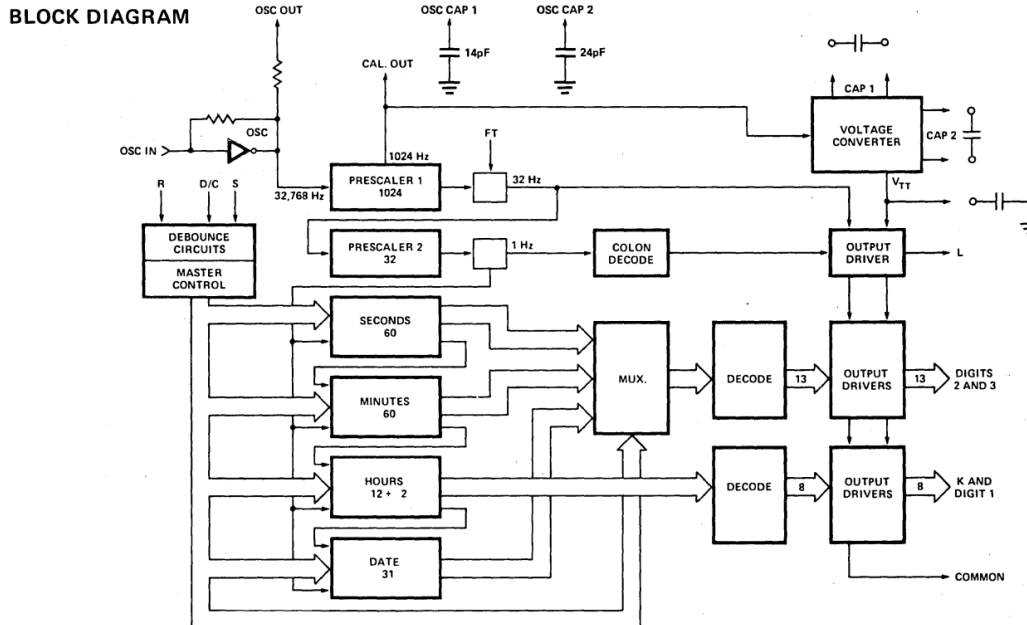 BLOCK DIAGRAM
OSC OUT
OSC CAP 1
OSC CAP 2
14pF
24pF
CAL. OUT
CAP 1
VOLTAGE
CONVERTER
CAP 2
OSC
OSC IN
FT
1024 Hz
R
D/C
S
32,768 Hz
PRESCALER 1
1024
32 Hz
VTT
DEBOUNCE
CIRCUITS
MASTER
CONTROL
PRESCALER 2
32
1 Hz
COLON
DECODE
OUTPUT
DRIVER
L
SECONDS
60
MINUTES
60
MUX.
DECODE
13
OUTPUT
DRIVERS
13
DIGITS
2 AND 3
HOURS
12 + 2
DECODE
8
OUTPUT
DRIVERS
8
K AND
DIGIT 1
DATE
31
COMMON